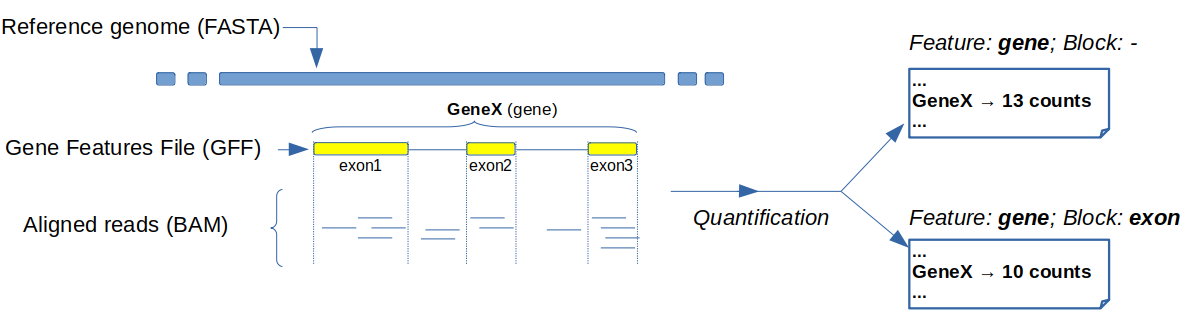 Reference genome (FASTA)
GeneX (gene)
Gene Features File (GFF)
exon1
exon2
exon3
Aligned reads (BAM)
Quantification
Feature: gene; Block: -
...
GeneX → 13 counts
...
Feature: gene; Block: exon
...
GeneX → 10 counts
...